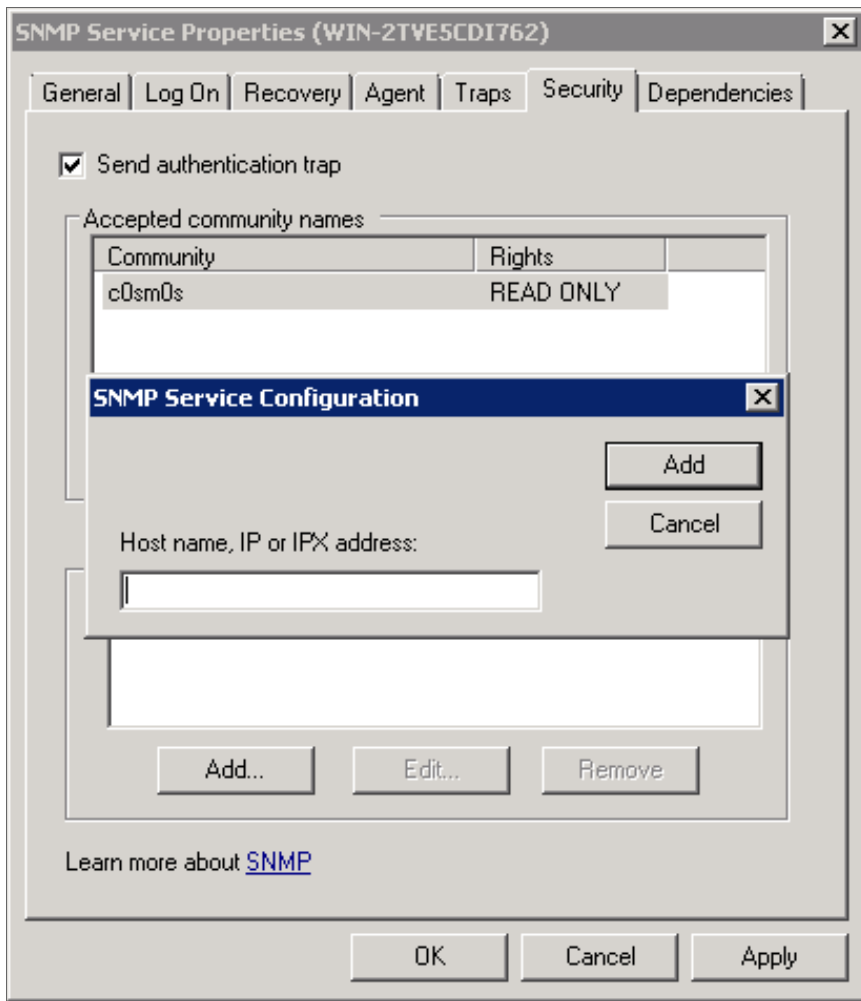 SNMP Service Properties (WIN-2TVE5CDI762)
General Log On Recovery Agent Traps Security Dependencies
Send authentication trap
Accepted community names
Community Rights
c0sm0s READ ONLY
SNMP Service Configuration
Add
Cancel
Host name, IP or IPX address:
Add... Edit... Remove
Learn more about SNMP
OK Cancel Apply